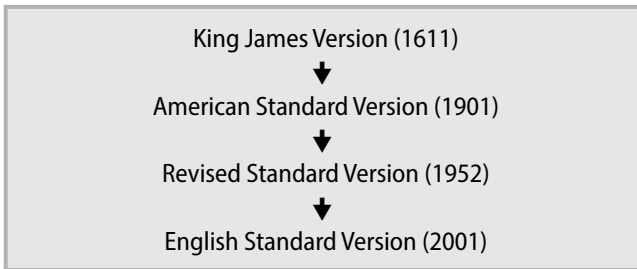 King James Version (1611)
American Standard Version (1901)
Revised Standard Version (1952)
English Standard Version (2001)